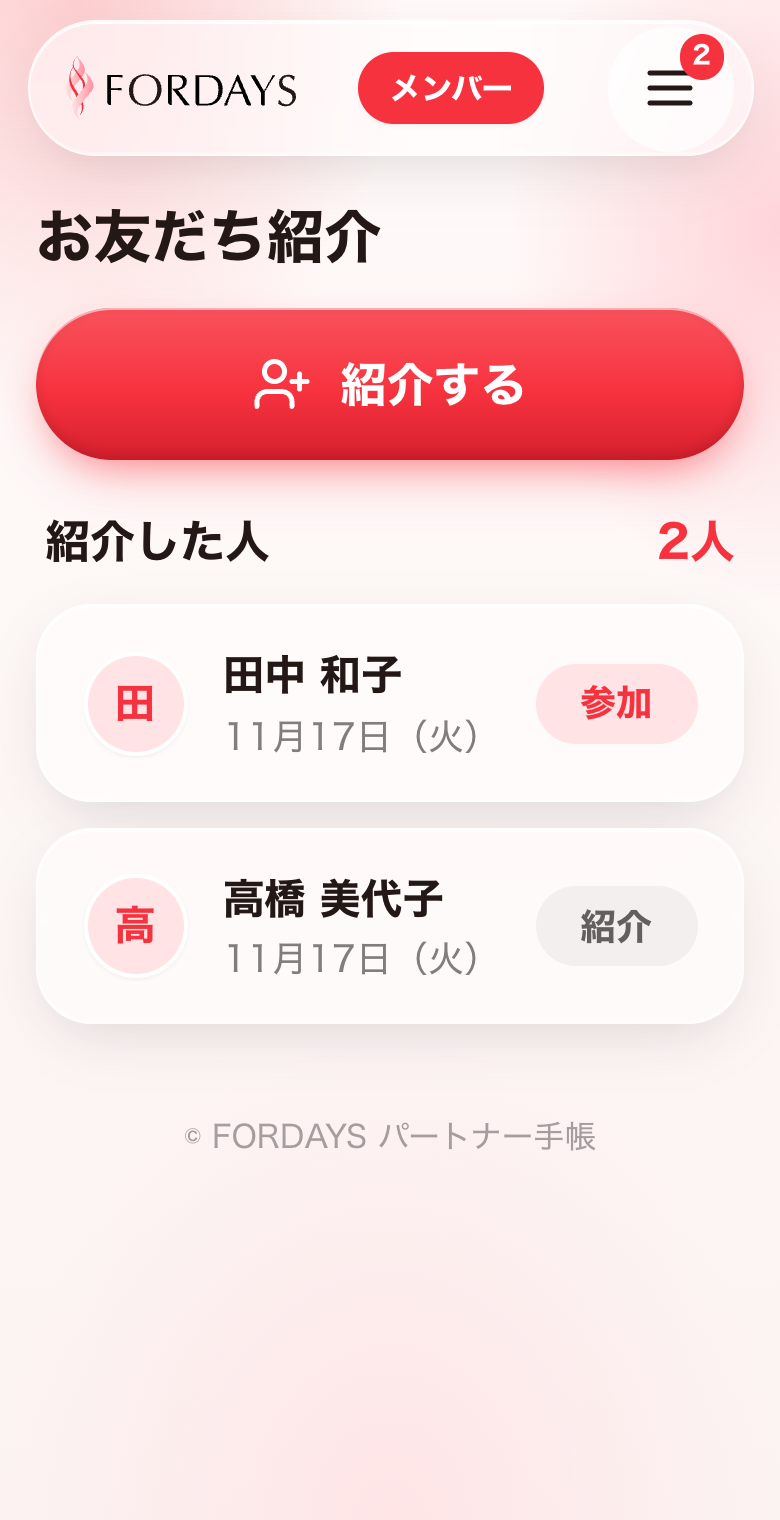 FORDAYS
メンバー
2
お友だち紹介
紹介する
紹介した人
2人
田
田中 和子
11月17日（火）
参加
高
高橋 美代子
11月17日（火）
紹介
© FORDAYS パートナー手帳